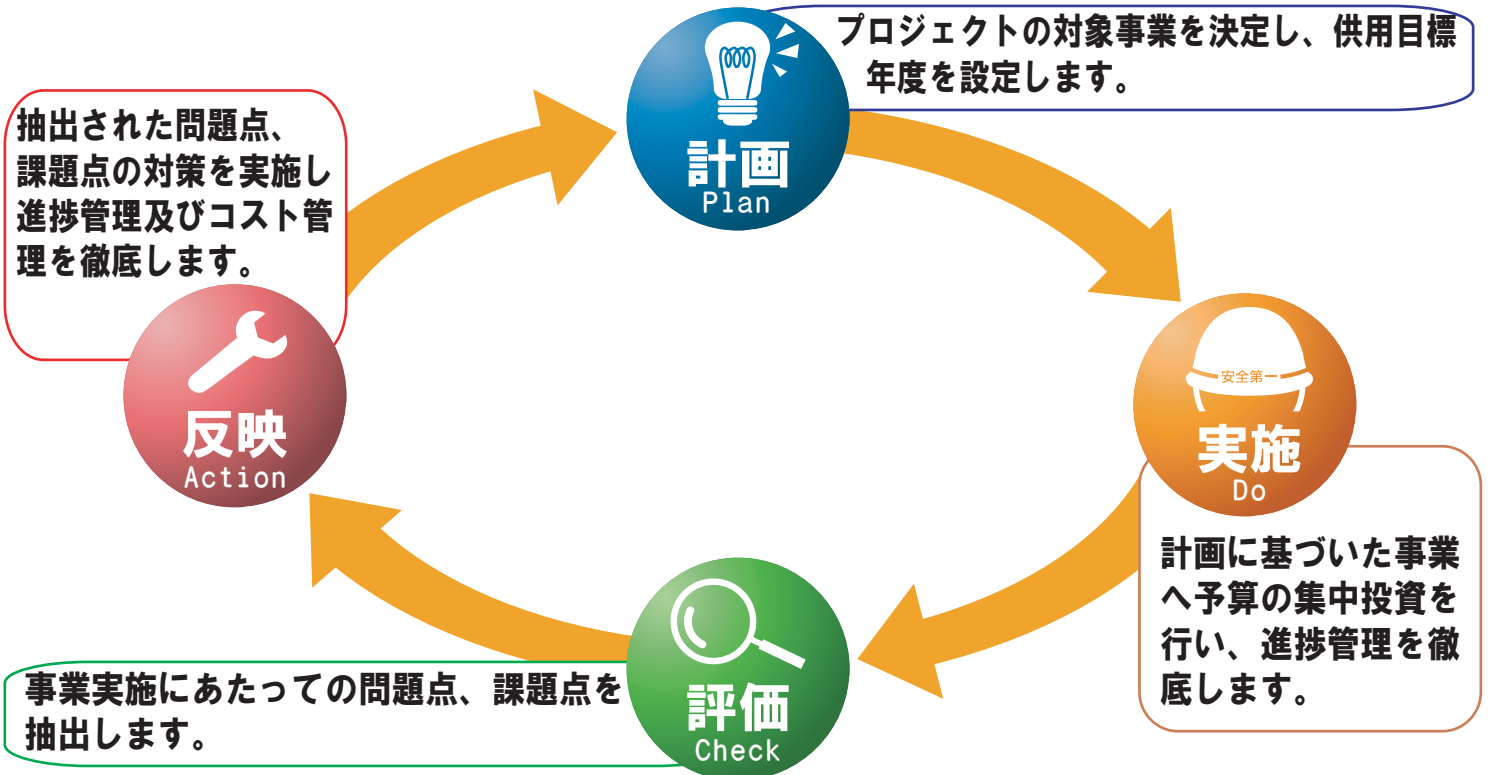 プロジェクトの対象事業を決定し、供用目標
年度を設定します。
計画
Plan
抽出された問題点、
課題点の対策を実施し
進捗管理及びコスト管
理を徹底します。
反映
Action
安全第一
実施
Do
計画に基づいた事業
へ予算の集中投資を
行い、進捗管理を徹
底します。
事業実施にあたっての問題点、課題点を
抽出します。
評価
Check